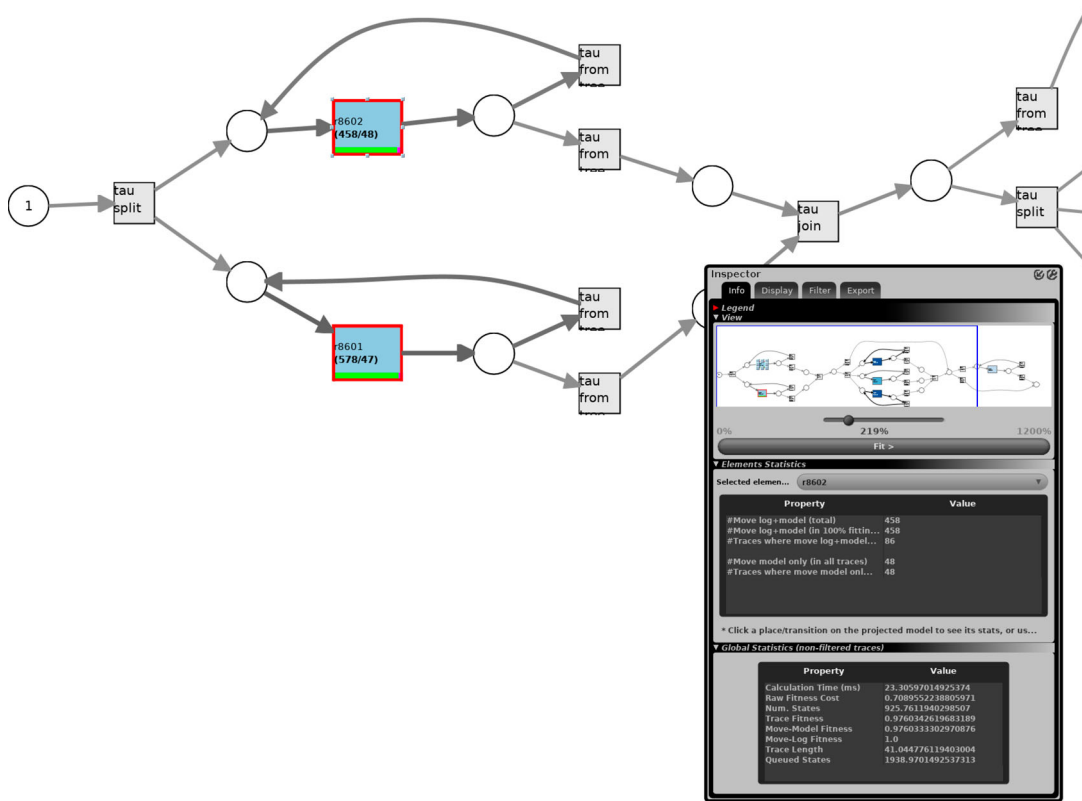 tau
from
tree
r8602
(458/48)
tau
from
tree
tau
from
tree
tau
split
1
tau
join
tau
split
tau
from
tree
r8601
(578/47)
tau
from
tree
Inspector
Info Display Filter Export
Legend
View
0% 219% 1200%
Fit >
Elements Statistics
Selected elemen... r8602
Property Value
#Move log+model (total) 458
#Move log+model (in 100% fittin... 458
#Traces where move log+model... 86
#Move model only (in all traces) 48
#Traces where move model onl... 48
* Click a place/transition on the projected model to see its stats, or us...
Global Statistics (non-filtered traces)
Property Value
Calculation Time (ms) 23.30597014925374
Raw Fitness Cost 0.7089552238805971
Num. States 925.7611940298507
Trace Fitness 0.9760342619683189
Move-Model Fitness 0.9760333302970876
Move-Log Fitness 1.0
Trace Length 41.044776119403004
Queued States 1938.9701492537313